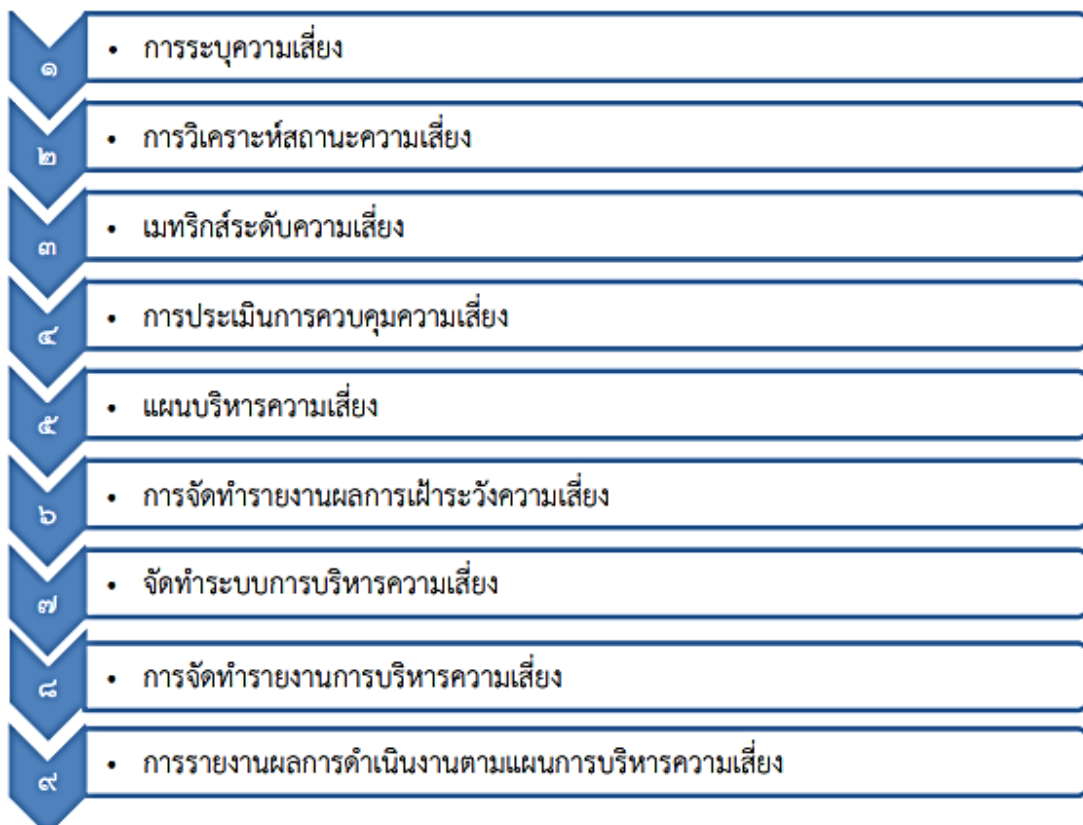 ๑ • การระบุความเสี่ยง
๒ • การวิเคราะห์สถานะความเสี่ยง
๓ • เมทริกส์ระดับความเสี่ยง
๔ • การประเมินการควบคุมความเสี่ยง
๕ • แผนบริหารความเสี่ยง
๖ • การจัดทำรายงานผลการเฝ้าระวังความเสี่ยง
๗ • จัดทำระบบการบริหารความเสี่ยง
๘ • การจัดทำรายงานการบริหารความเสี่ยง
๙ • การรายงานผลการดำเนินงานตามแผนการบริหารความเสี่ยง